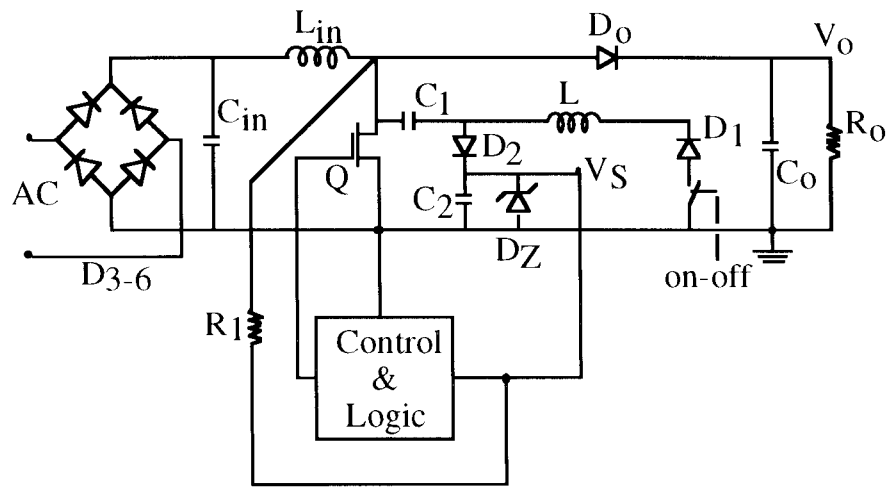 Lin
Do
Vo
Cin
C1
L
D1
Ro
AC
Q
D2
C2
VS
Co
DZ
D3-6
on-off
R1
Control
&
Logic